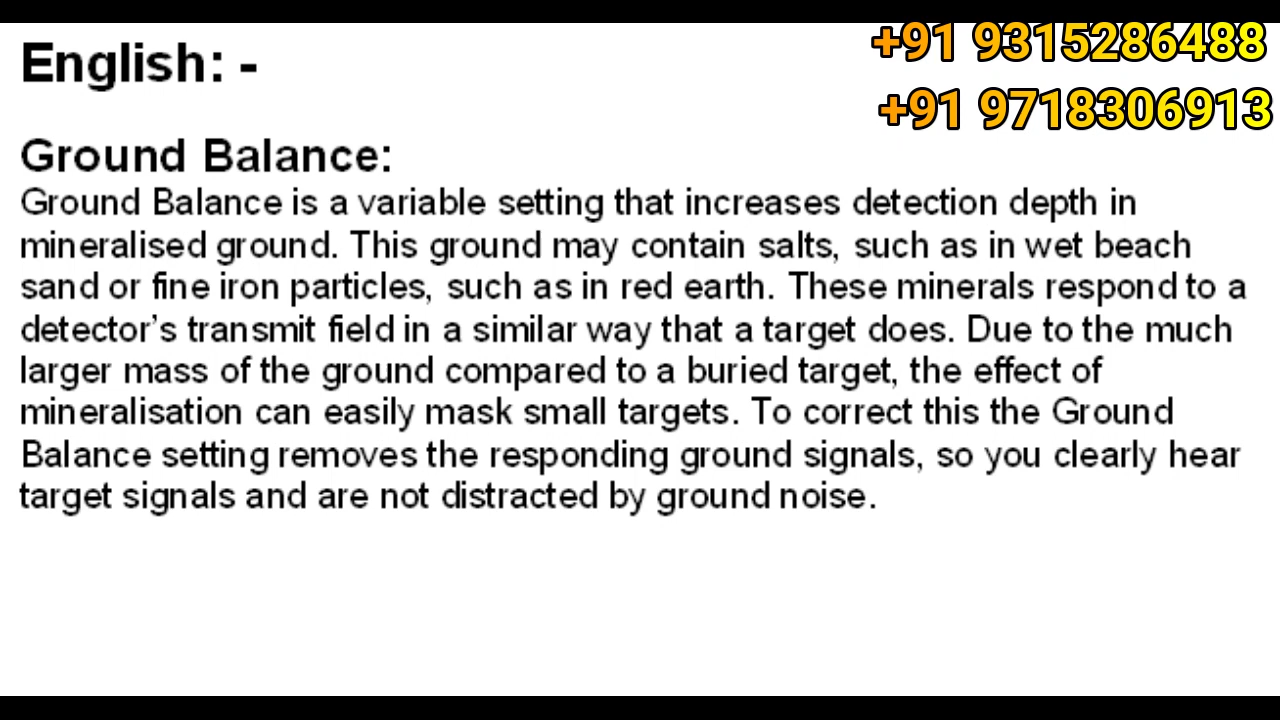 +91 9315286488
English: -
+91 9718306913
Ground Balance:
Ground Balance is a variable setting that increases detection depth in
mineralised ground. This ground may contain salts, such as in wet beach
sand or fine iron particles, such as in red earth. These minerals respond to a
detector’s transmit field in a similar way that a target does. Due to the much
larger mass of the ground compared to a buried target, the effect of
mineralisation can easily mask small targets. To correct this the Ground
Balance setting removes the responding ground signals, so you clearly hear
target signals and are not distracted by ground noise.